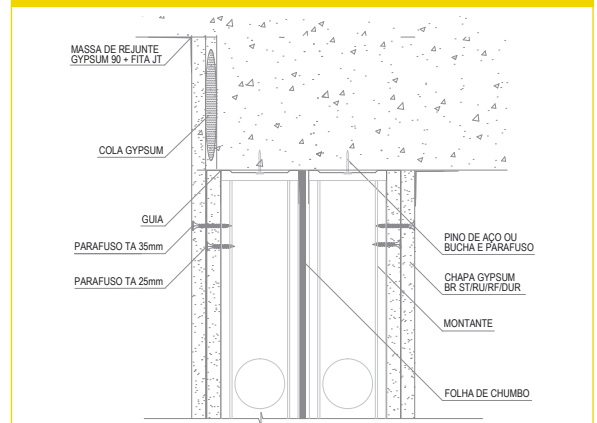 MASSA DE REJUNTE
GYPSUM 90 + FITA JT
COLA GYPSUM
GUIA
PARAFUSO TA 35mm
PARAFUSO TA 25mm
PINO DE AÇO OU
BUCHA E PARAFUSO
CHAPA GYPSUM
BR ST/RU/RF/DUR
MONTANTE
FOLHA DE CHUMBO